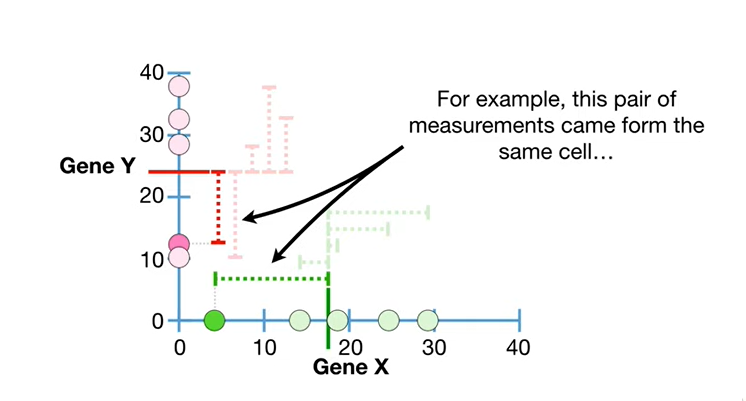 40
For example, this pair of
measurements came form the
same cell...
30
Gene Y
20
10
0
0 10 20 30 40
Gene X